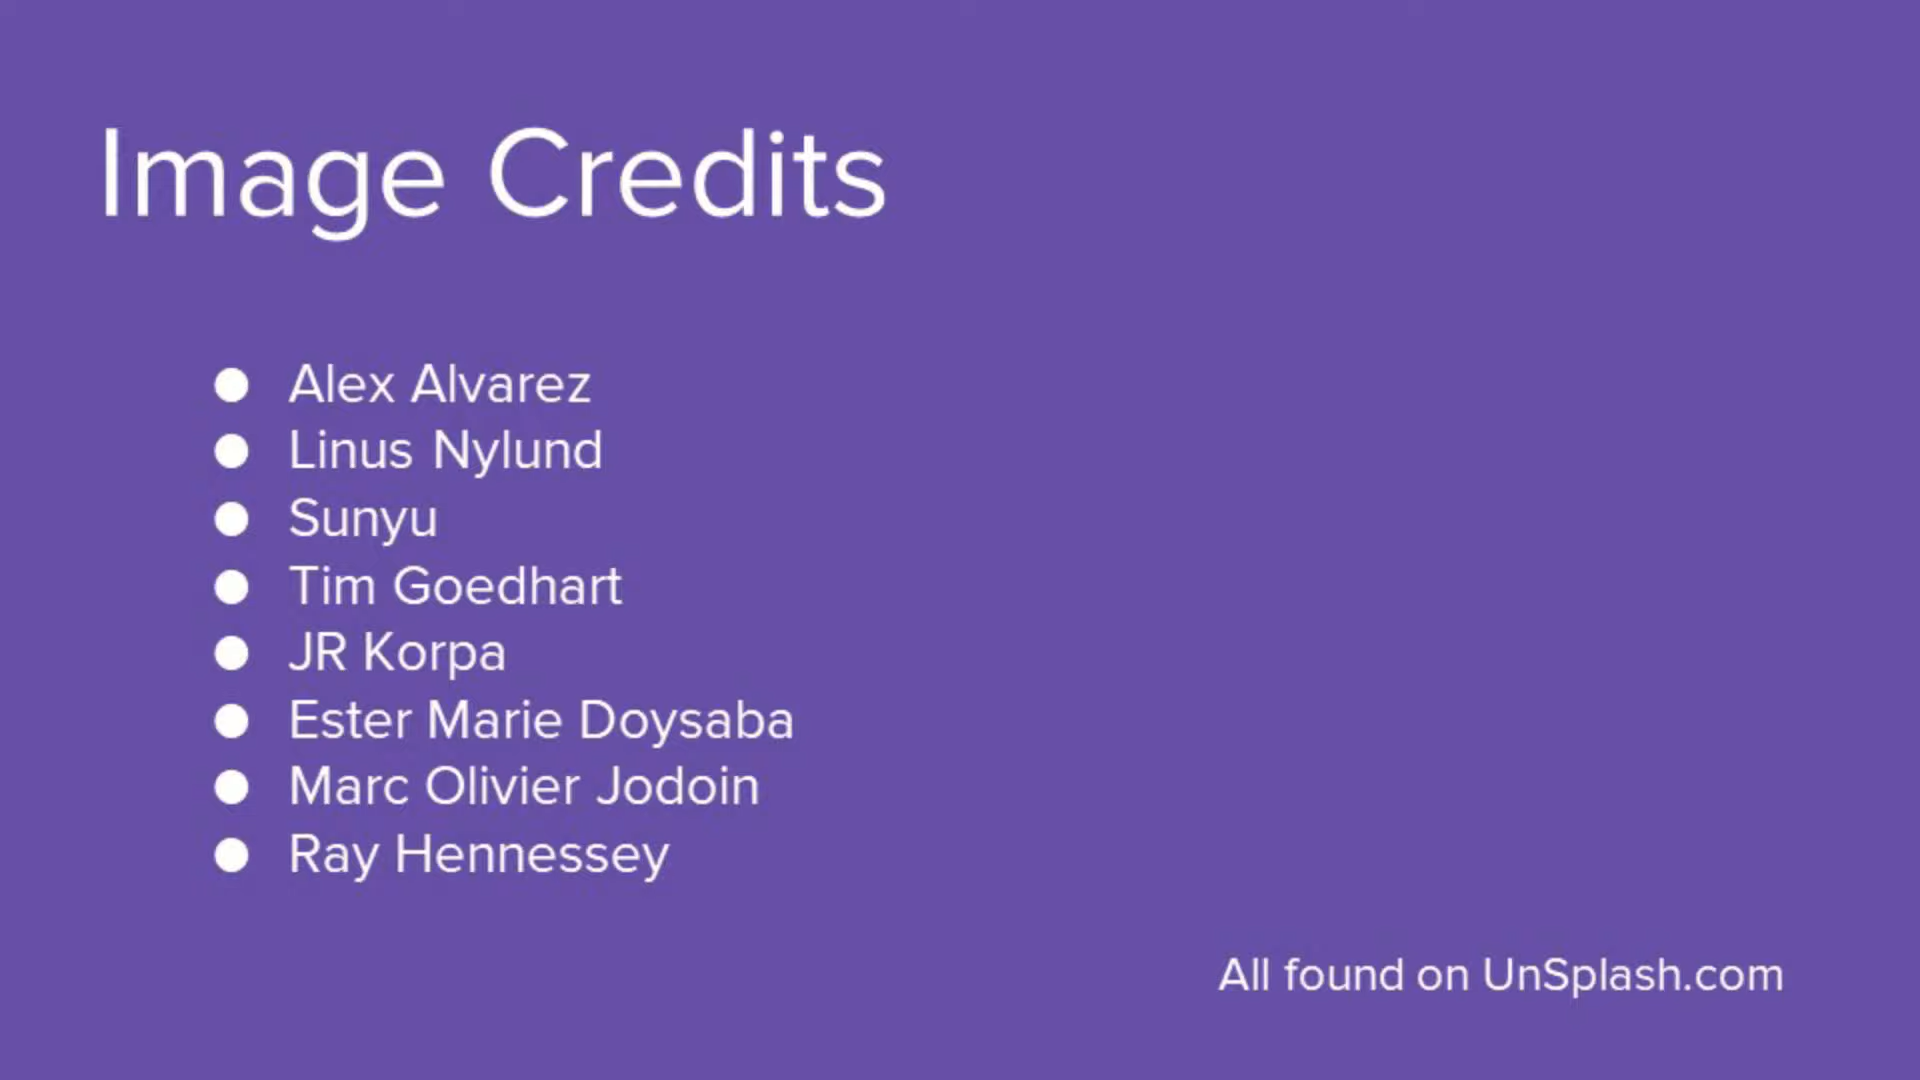 Image Credits
● Alex Alvarez
● Linus Nylund
● Sunyu
● Tim Goedhart
● JR Korpa
● Ester Marie Doysaba
● Marc Olivier Jodoin
● Ray Hennessey
All found on UnSplash.com